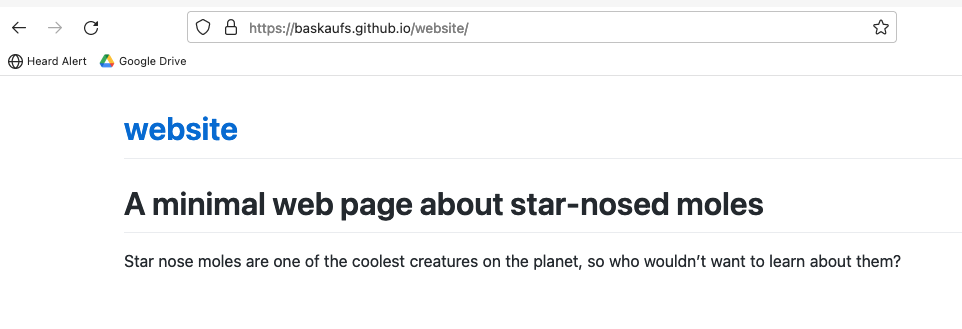 https://baskaufs.github.io/website/
Heard Alert Google Drive
website
A minimal web page about star-nosed moles
Star nose moles are one of the coolest creatures on the planet, so who wouldn’t want to learn about them?